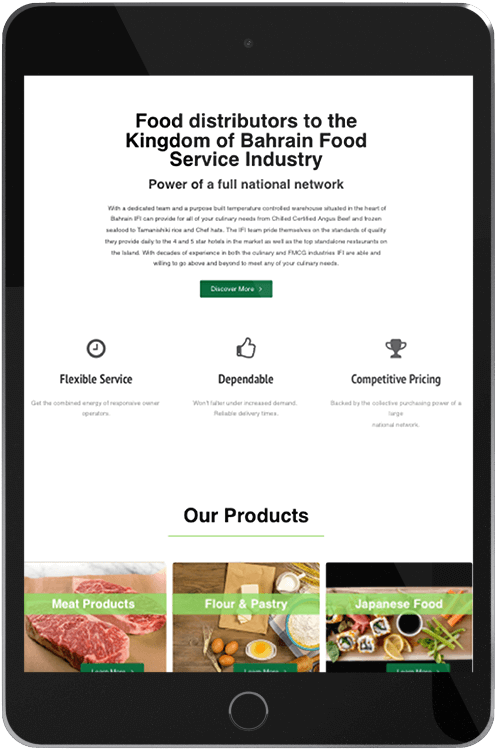 Food distributors to the
Kingdom of Bahrain Food
Service Industry
Power of a full national network
With a dedicated team and a purpose built temperature controlled warehouse situated in the heart of
Bahrain IFI can provide for all of your culinary needs from Chilled Certified Angus Beef and frozen
seafood to Tamanishiki rice and Chef hats. The IFI team pride themselves on the standards of quality
they provide daily to the 4 and 5 star hotels in the market as well as the top standalone restaurants on
the Island. With decades of experience in both the culinary and FMCG industries IFI are able and
willing to go above and beyond to meet any of your culinary needs.
Discover More >
Flexible Service
Get the combined energy of responsive owner
operators.
Dependable
Won't falter under increased demand.
Reliable delivery times.
Competitive Pricing
Backed by the collective purchasing power of a
large
national network.
Our Products
Meat Products
Flour & Pastry
Japanese Food
Learn More >
Learn More >
Learn More >